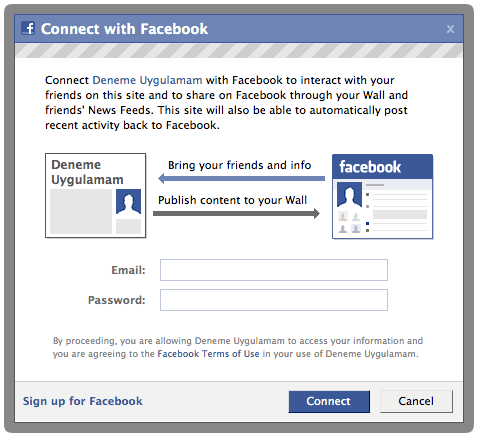 Connect with Facebook
x
Connect Deneme Uygulamam with Facebook to interact with your
friends on this site and to share on Facebook through your Wall and
friends' News Feeds. This site will also be able to automatically post
recent activity back to Facebook.
Deneme
Uygulamam
Bring your friends and info
Publish content to your Wall
facebook
Email:
Password:
By proceeding, you are allowing Deneme Uygulamam to access your information and
you are agreeing to the Facebook Terms of Use in your use of Deneme Uygulamam.
Sign up for Facebook
Connect
Cancel